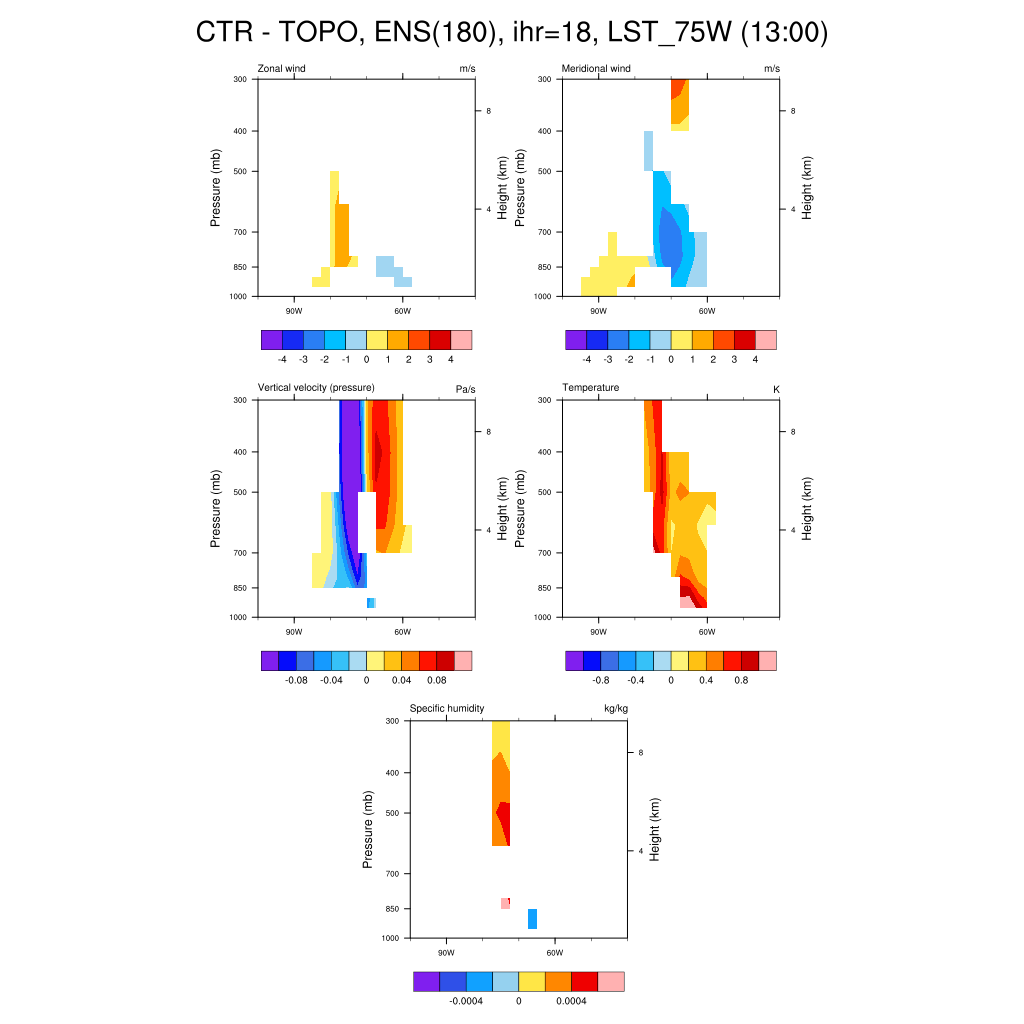 CTR - TOPO, ENS(180), ihr=18, LST_75W (13:00)
Zonal wind m/s
300
400
500
700
850
1000
Pressure (mb)
8
4
Height (km)
90W 60W
-4 -3 -2 -1 0 1 2 3 4
Meridional wind m/s
300
400
500
700
850
1000
Pressure (mb)
8
4
Height (km)
90W 60W
-4 -3 -2 -1 0 1 2 3 4
Vertical velocity (pressure) Pa/s
300
400
500
700
850
1000
Pressure (mb)
8
4
Height (km)
90W 60W
-0.08 -0.04 0 0.04 0.08
Temperature K
300
400
500
700
850
1000
Pressure (mb)
8
4
Height (km)
90W 60W
-0.8 -0.4 0 0.4 0.8
Specific humidity kg/kg
300
400
500
700
850
1000
Pressure (mb)
8
4
Height (km)
90W 60W
-0.0004 0 0.0004